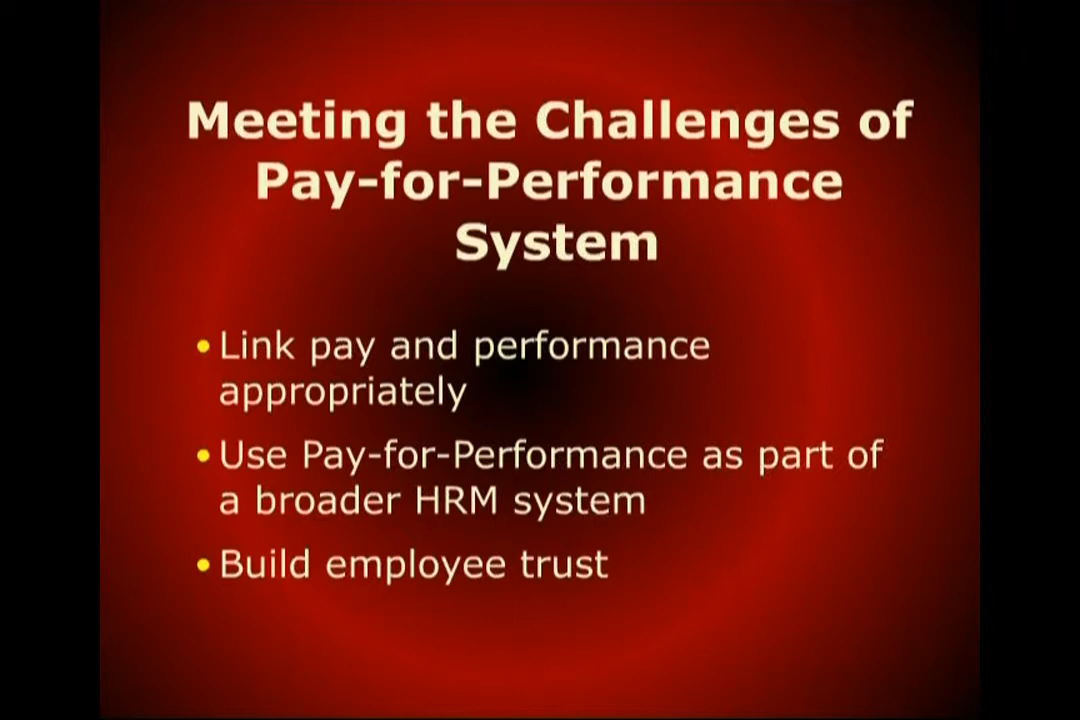 Meeting the Challenges of
Pay-for-Performance
System
• Link pay and performance
appropriately
• Use Pay-for-Performance as part of
a broader HRM system
• Build employee trust